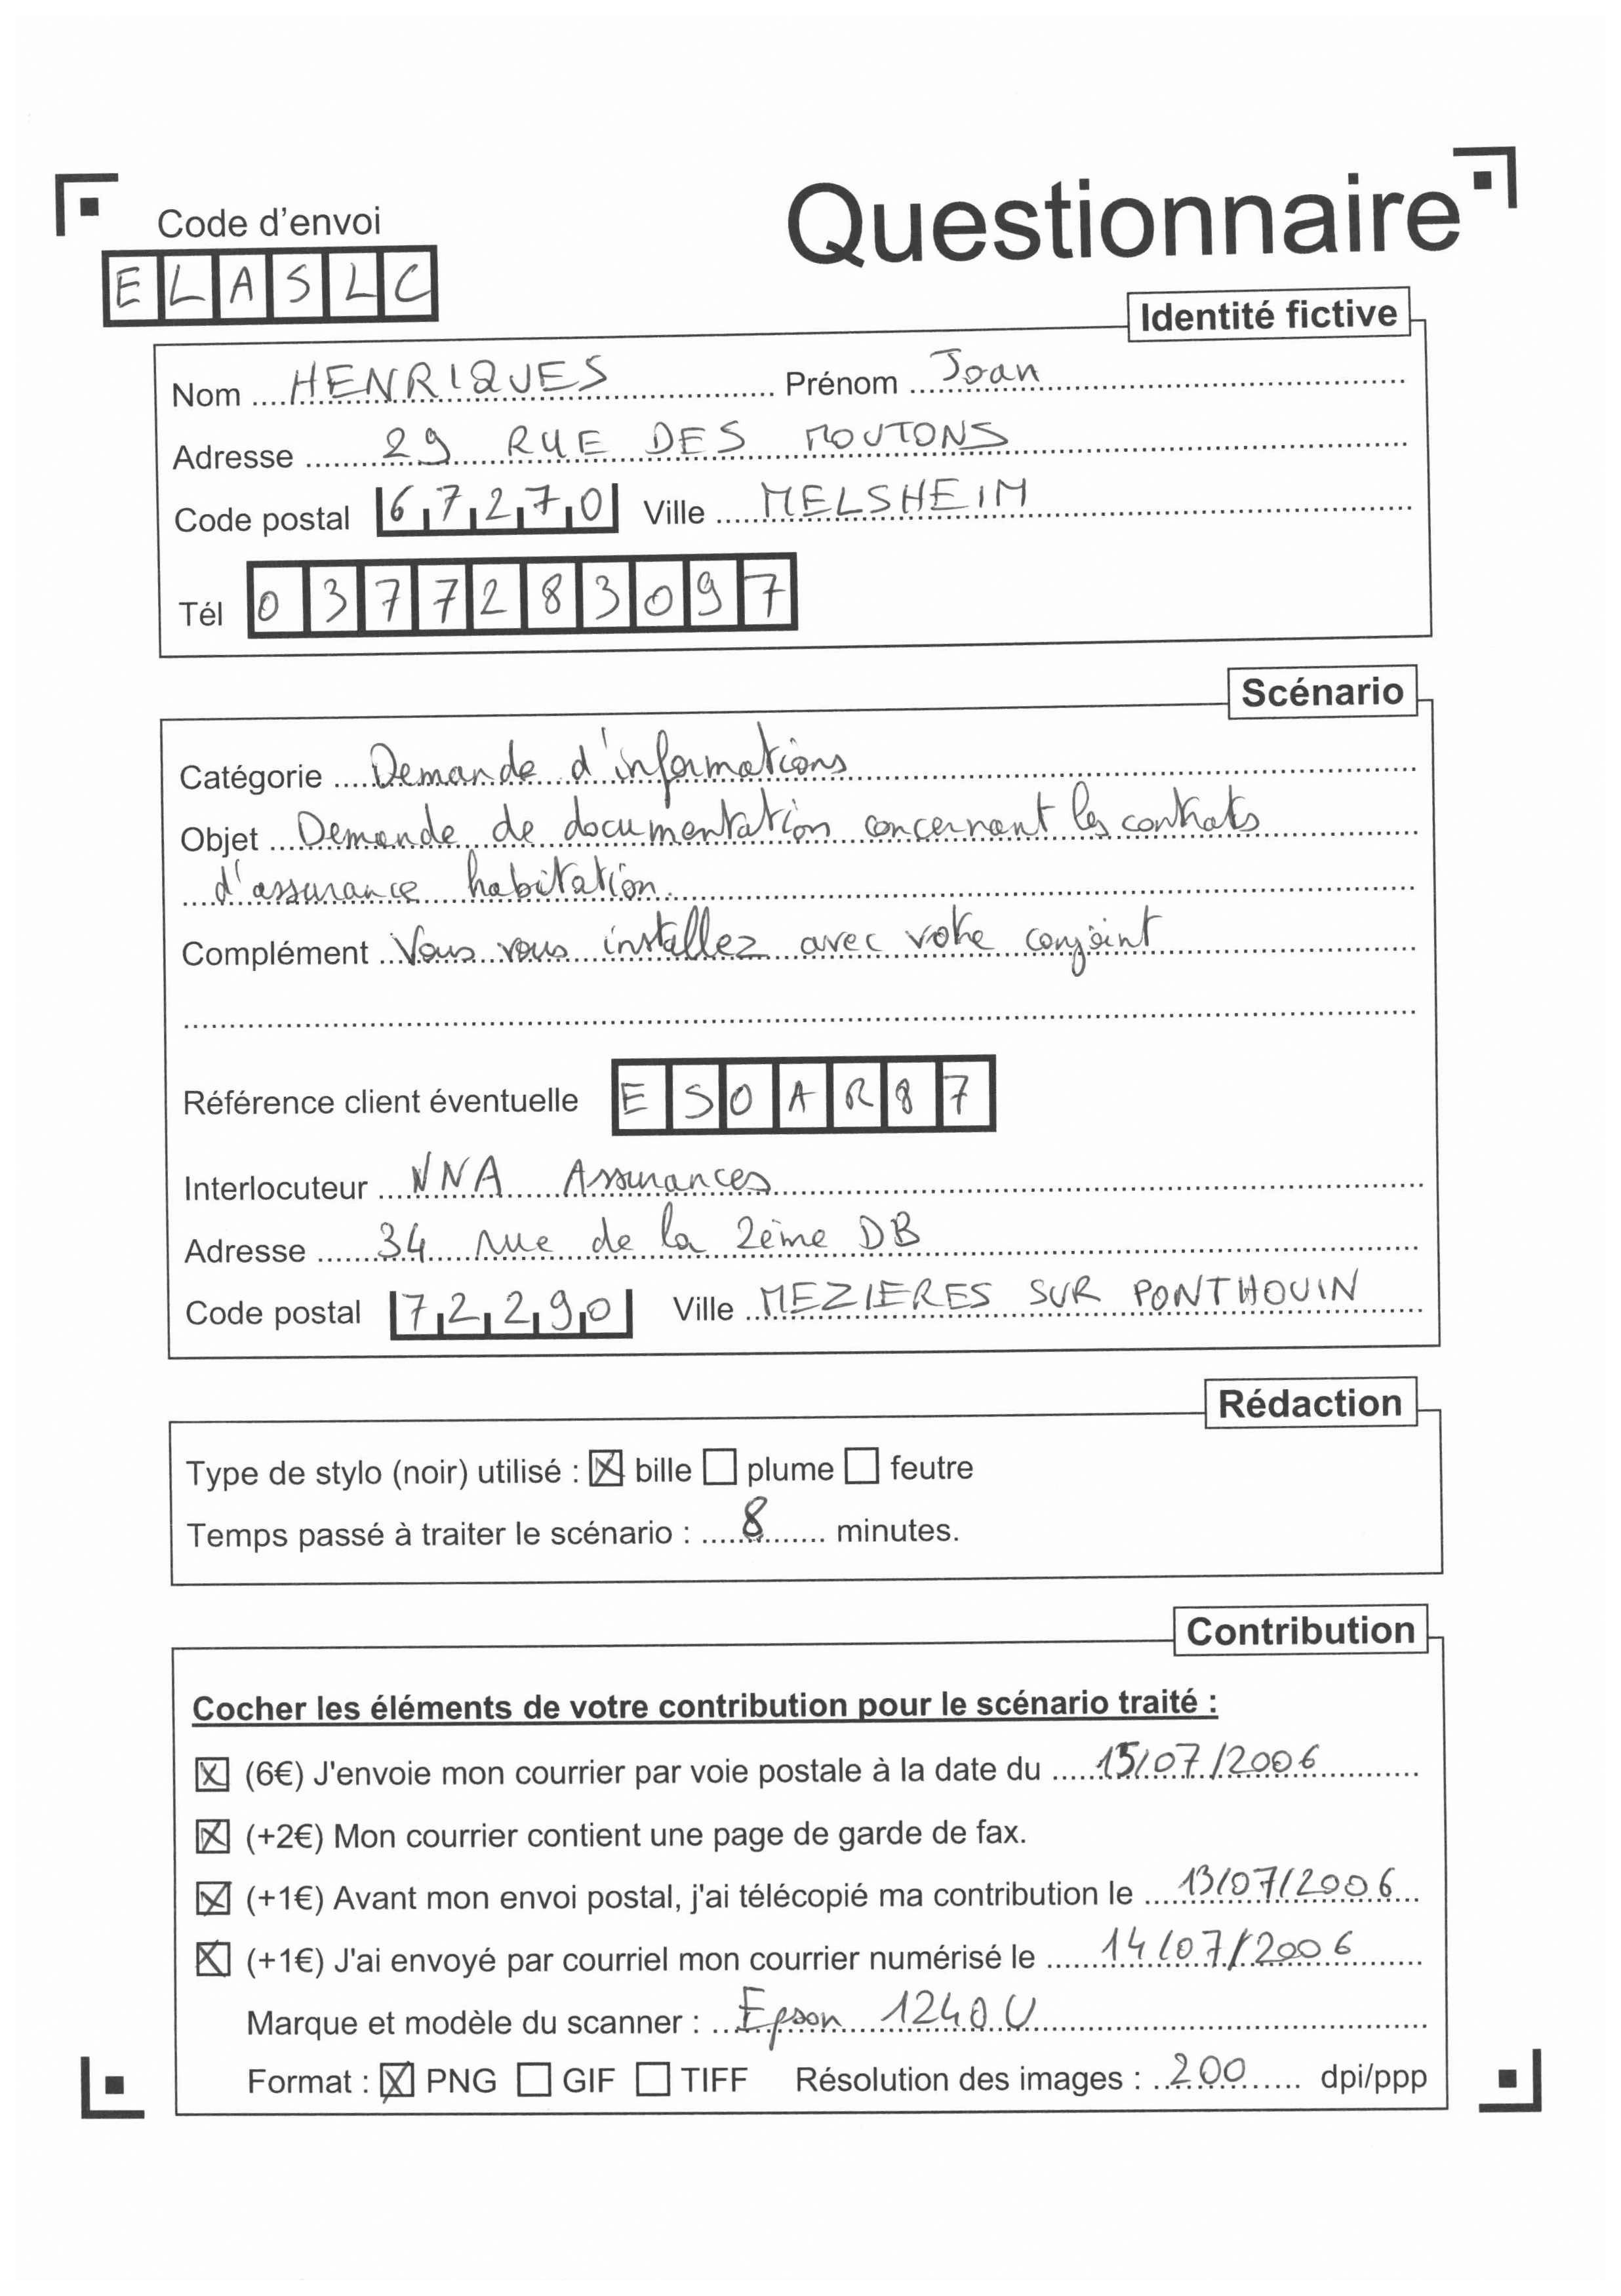 Questionnaire
Code d'envoi
ELASLC
Identité fictive
Nom HENRIQUES Prénom Joan
Adresse 29 RUE DES MOUTONS
Code postal 67270 Ville MELSHEIM
Tél 0377283097
Scénario
Catégorie Demande d'informations
Objet Demande de documentation concernant les contrats
d'assurance habitation.
Complément Vous vous installez avec votre conjoint
Référence client éventuelle ESOAR87
Interlocuteur VNA Assurances
Adresse 34 rue de la 2ème DB
Code postal 72290 Ville MEZIERES SUR PONTHOUIN
Rédaction
Type de stylo (noir) utilisé : ☒ bille ☐ plume ☐ feutre
Temps passé à traiter le scénario : 8 minutes.
Contribution
Cocher les éléments de votre contribution pour le scénario traité :
☒ (6€) J'envoie mon courrier par voie postale à la date du 15/07/2006
☒ (+2€) Mon courrier contient une page de garde de fax.
☒ (+1€) Avant mon envoi postal, j'ai télécopié ma contribution le 13/07/2006
☒ (+1€) J'ai envoyé par courriel mon courrier numérisé le 14/07/2006
Marque et modèle du scanner : Epson 1240U
Format : ☒ PNG ☐ GIF ☐ TIFF Résolution des images : 200 dpi/ppp